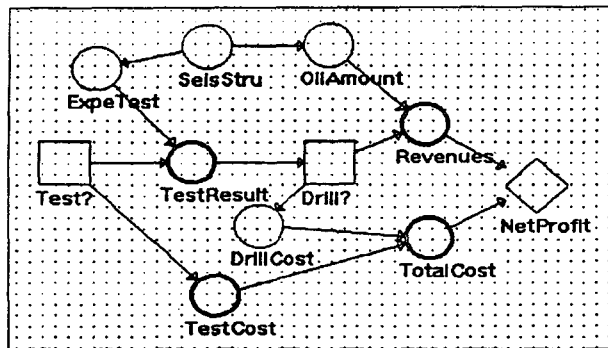 SeisStru
OilAmount
ExpeTest
Revenues
Test?
TestResult
Drill?
NetProfit
DrillCost
TotalCost
TestCost